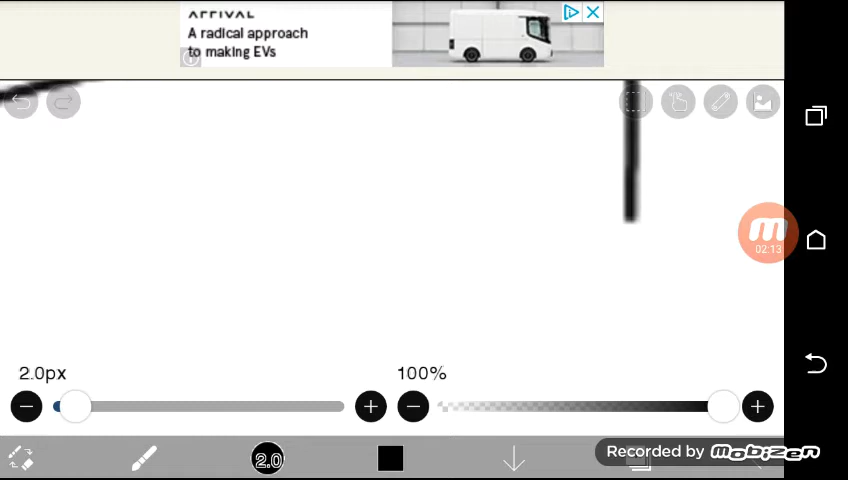 ARRIVAL
A radical approach
to making EVs
02:13
2.0px
100%
2.0
Recorded by mobizen